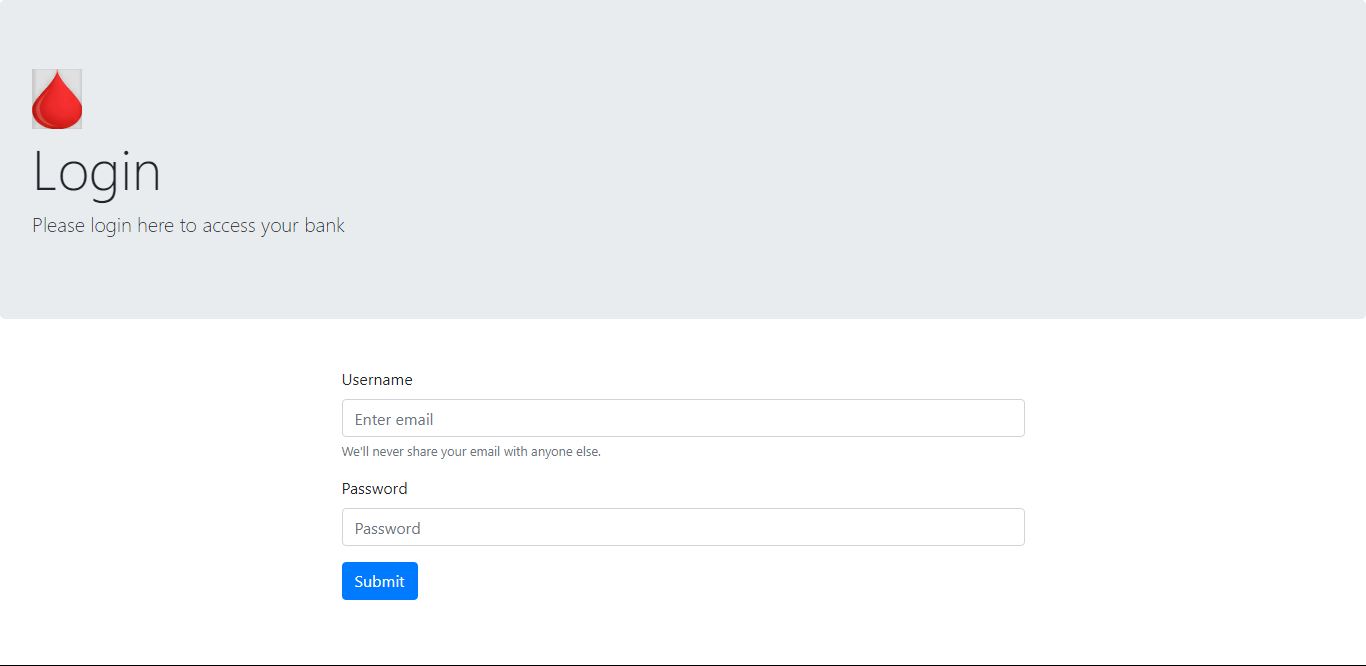 Login
Please login here to access your bank
Username
Enter email
We'll never share your email with anyone else.
Password
Password
Submit